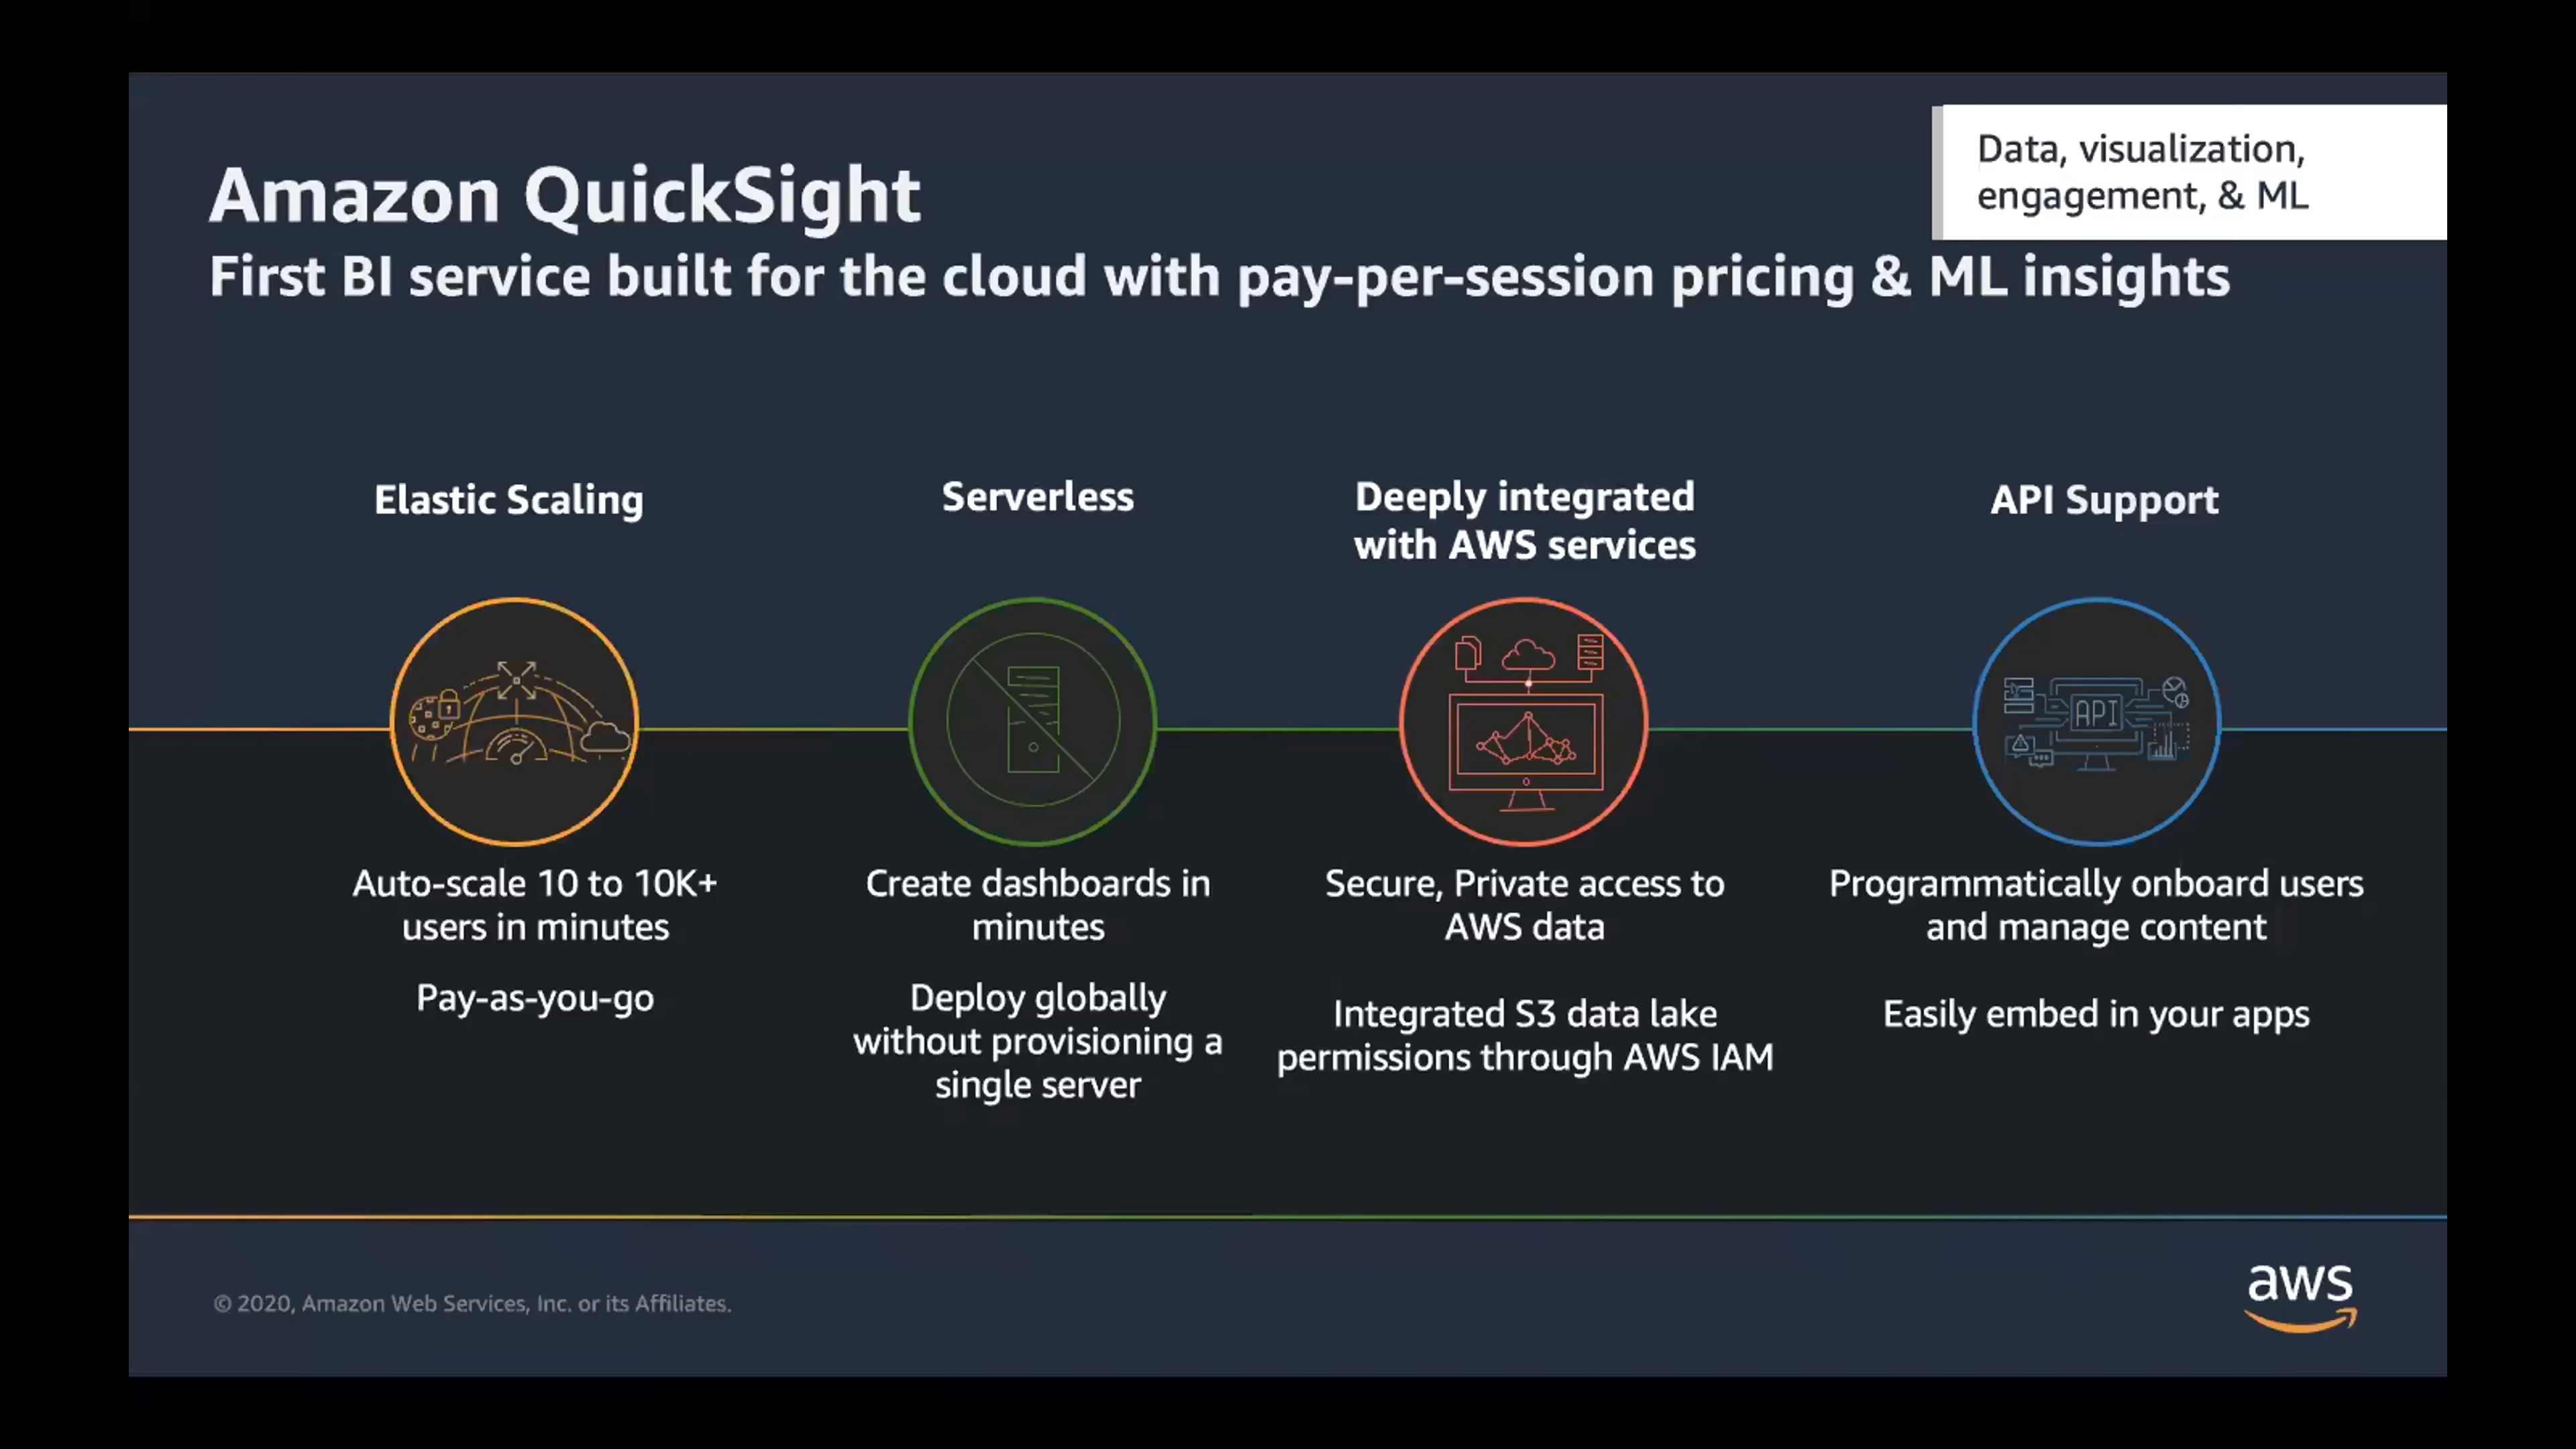 Data, visualization,
engagement, & ML
Amazon QuickSight
First BI service built for the cloud with pay-per-session pricing & ML insights
Elastic Scaling
Auto-scale 10 to 10K+
users in minutes
Pay-as-you-go
Serverless
Create dashboards in
minutes
Deploy globally
without provisioning a
single server
Deeply integrated
with AWS services
Secure, Private access to
AWS data
Integrated S3 data lake
permissions through AWS IAM
API Support
API
Programmatically onboard users
and manage content
Easily embed in your apps
© 2020, Amazon Web Services, Inc. or its Affiliates.
aws